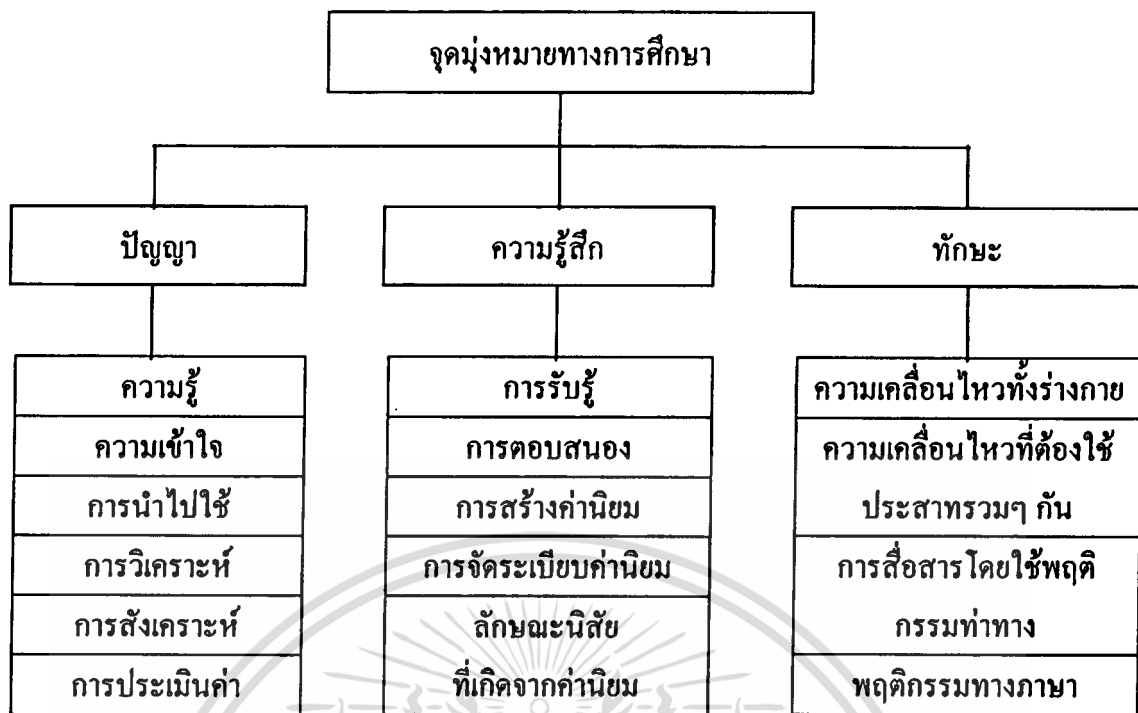 จุดมุ่งหมายทางการศึกษา
ปัญญา
ความรู้สึก
ทักษะ
ความรู้
ความเข้าใจ
การนำไปใช้
การวิเคราะห์
การสังเคราะห์
การประเมินค่า
การรับรู้
การตอบสนอง
การสร้างค่านิยม
การจัดระเบียบค่านิยม
ลักษณะนิสัย
ที่เกิดจากค่านิยม
ความเคลื่อนไหวทั้งร่างกาย
ความเคลื่อนไหวที่ต้องใช้
ประสาทรวมๆ กัน
การสื่อสารโดยใช้พฤติ
กรรมท่าทาง
พฤติกรรมทางภาษา